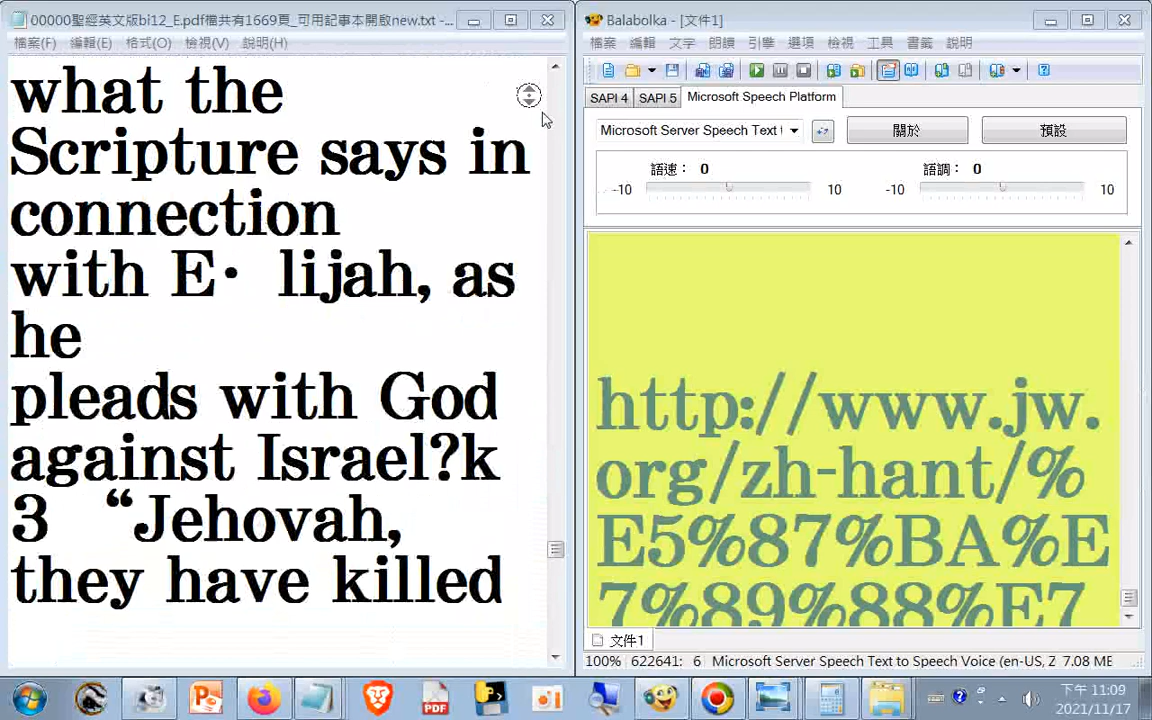 00000聖經英文版bi12_E.pdf檔共有1669頁_可用記事本開啟new.txt -...
檔案(F) 編輯(E) 格式(O) 檢視(V) 說明(H)
what the
Scripture says in
connection
with E· lijah, as
he
pleads with God
against Israel?k
3 “Jehovah,
they have killed
Balabolka - [文件1]
檔案 編輯 文字 朗讀 引擎 選項 檢視 工具 書籤 說明
SAPI 4 SAPI 5 Microsoft Speech Platform
Microsoft Server Speech Text 關於 預設
語速： 0 語調： 0
-10 10 -10 10
http://www.jw.
org/zh-hant/%
E5%87%BA%E
7%89%88%E7
文件1
100% 622641: 6 Microsoft Server Speech Text to Speech Voice (en-US, Z 7.08 ME
PDF
下午 11:09
2021/11/17